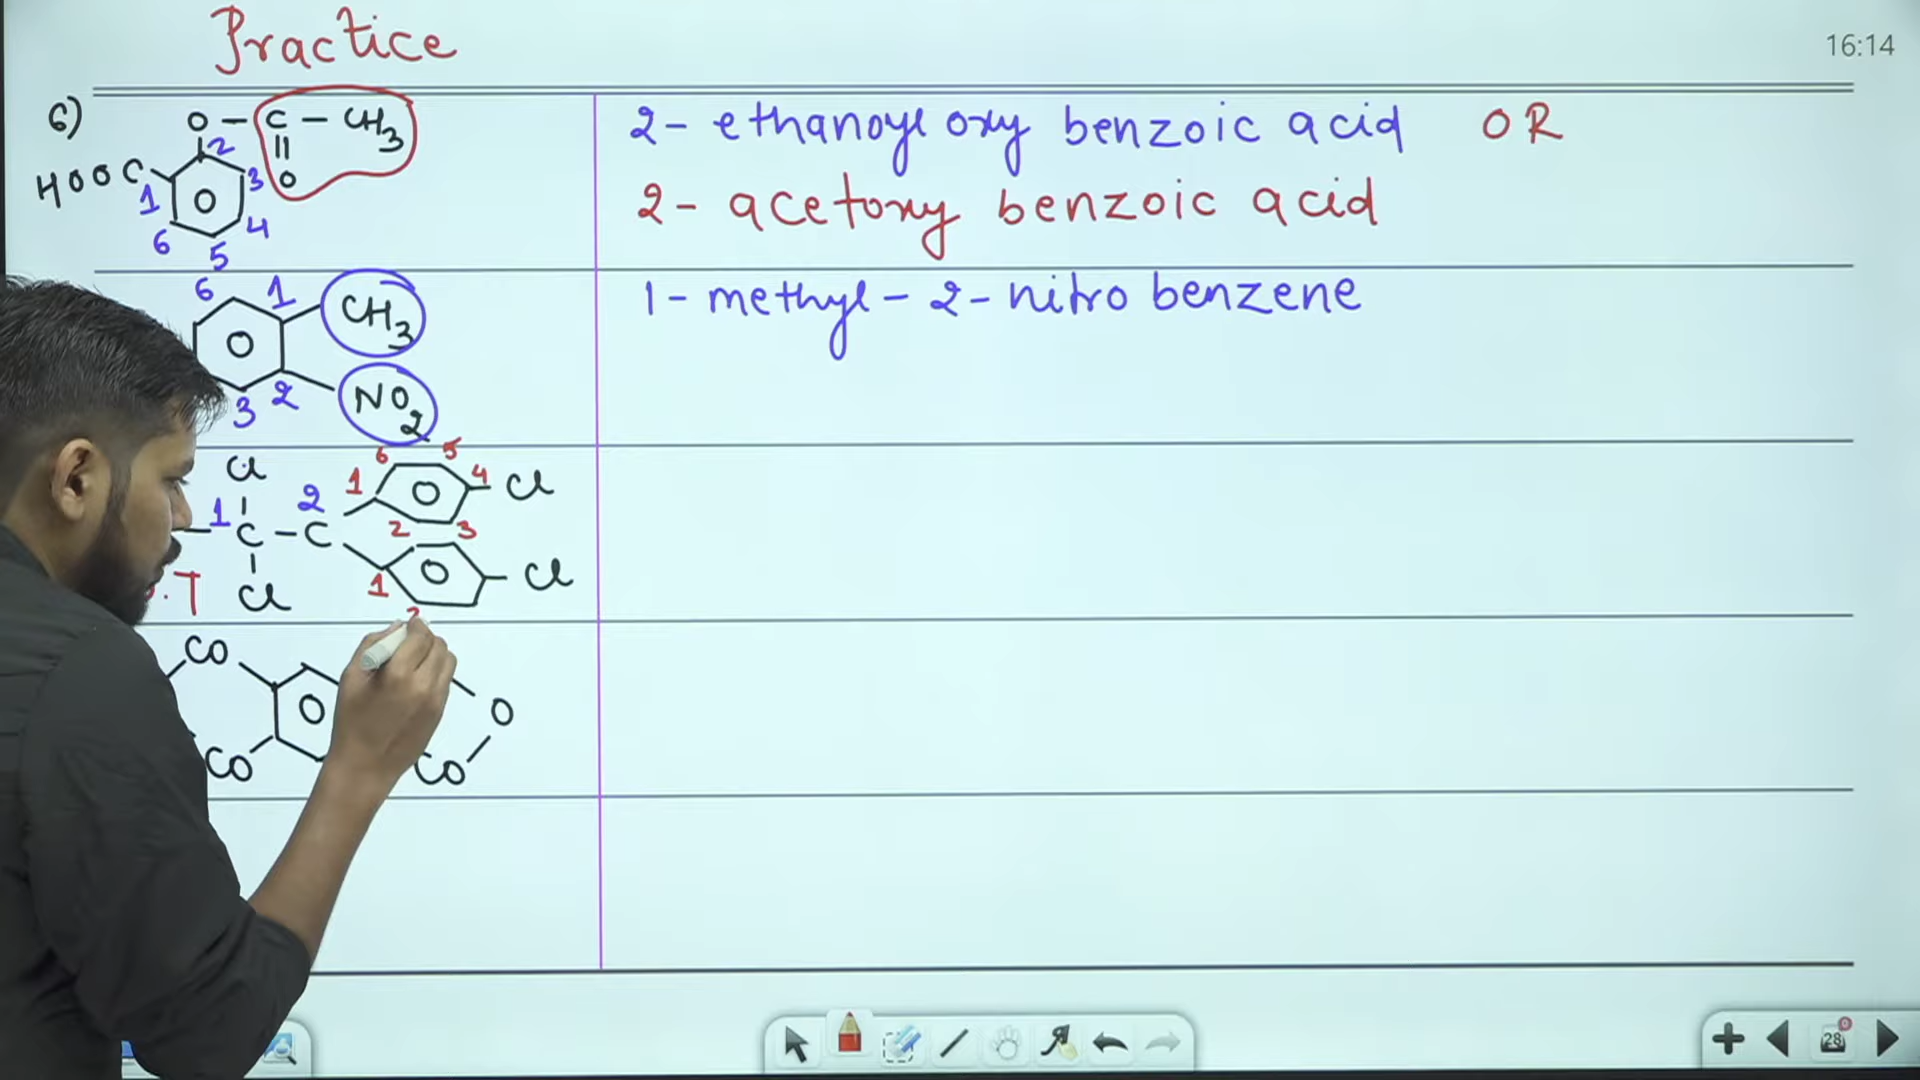 Practice
16:14
6)
O - C - CH3
O
HOOC
1 2 3 4 5 6
O
2 - ethanoyl oxy benzoic acid OR
2 - acetoxy benzoic acid
6 1 CH3
O
3 2 NO2
1 - methyl - 2 - nitro benzene
Cl
1 C - 2 C
Cl
.T
1 6 5 4 Cl
O
2 3
1 O Cl
CO
O
O
CO
CO
28